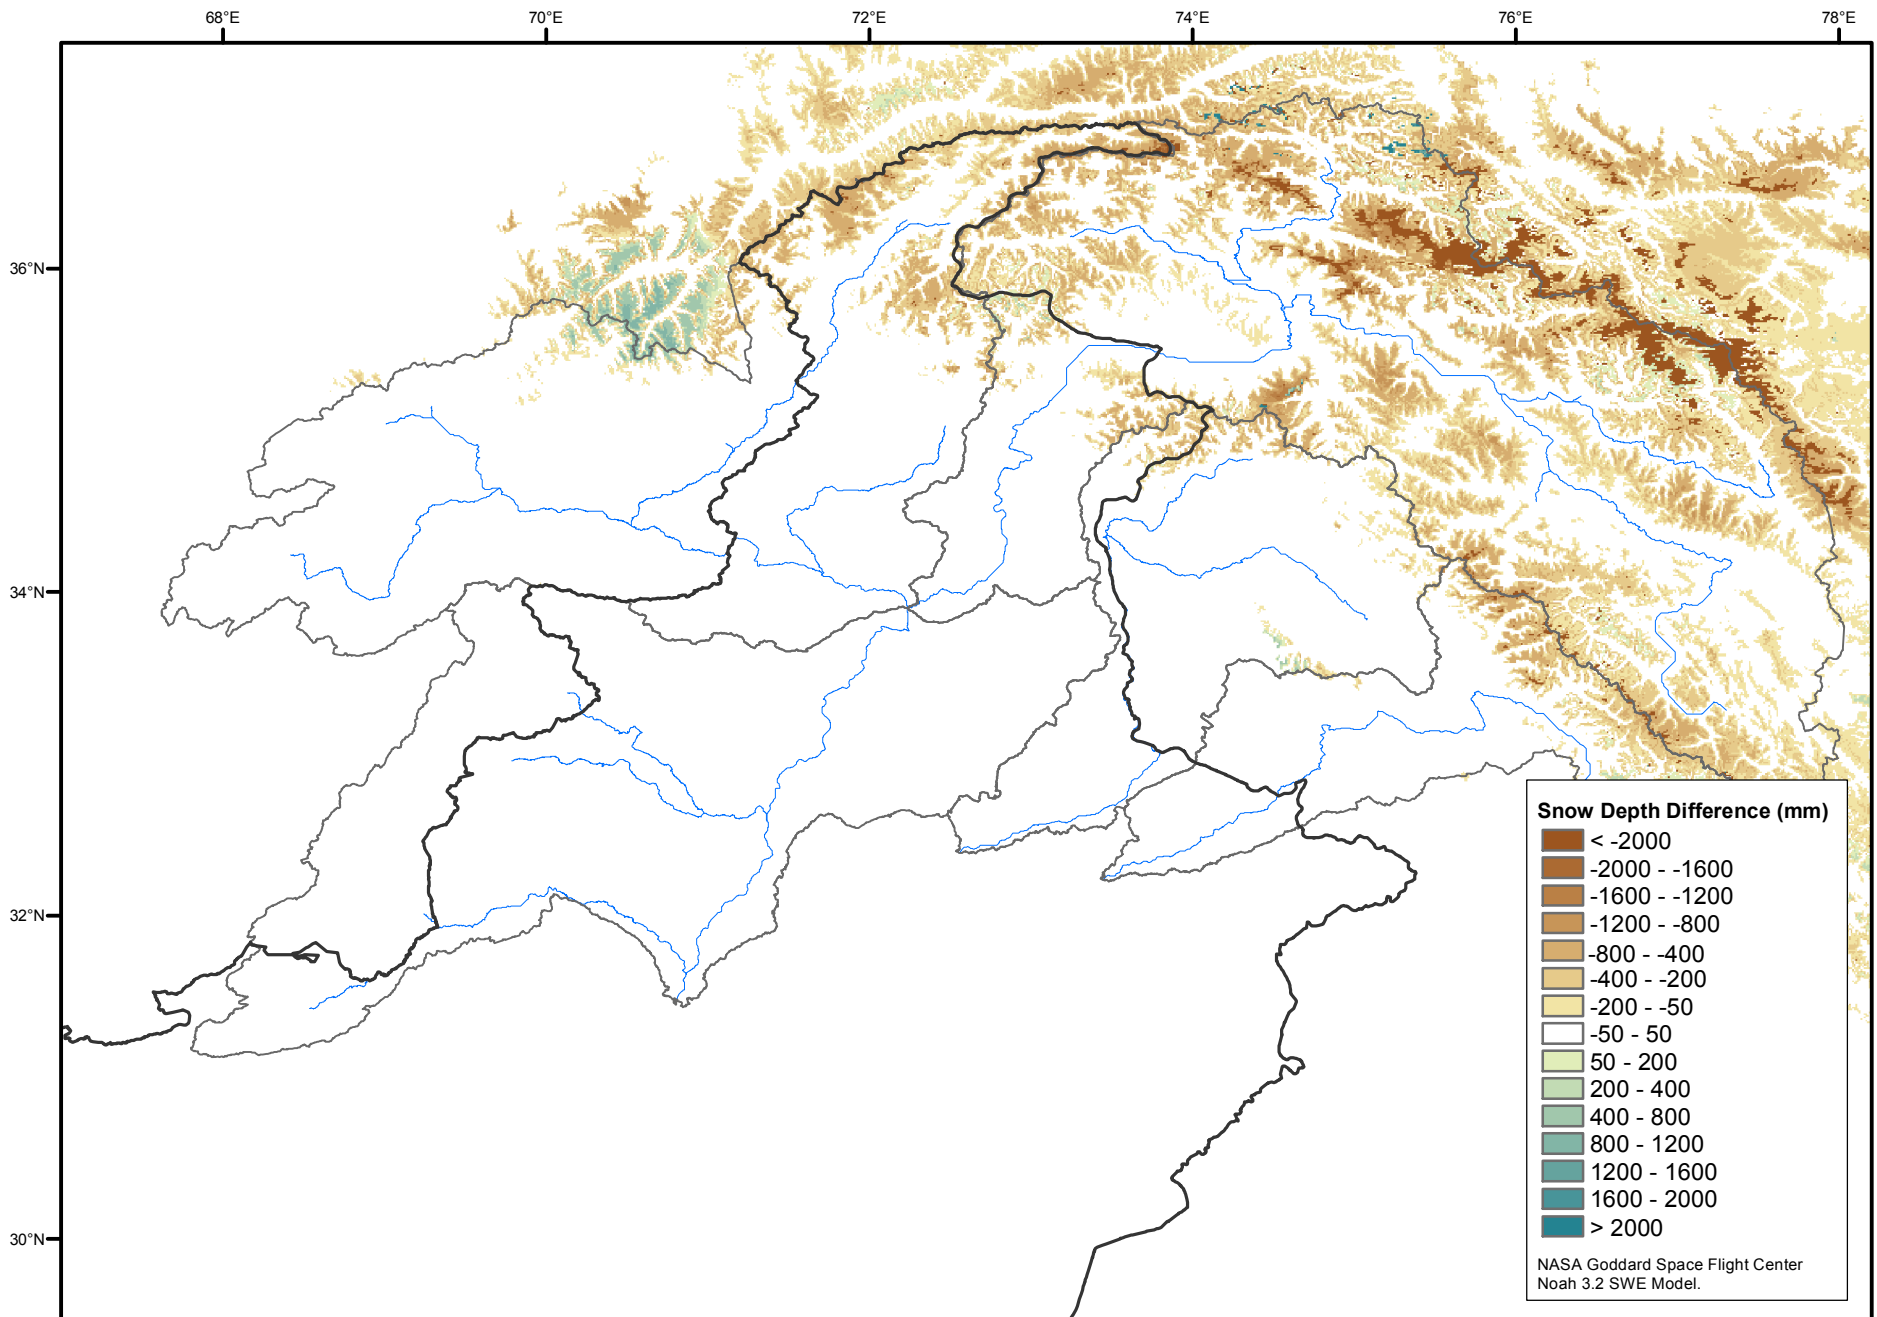 68°E 70°E 72°E 74°E 76°E 78°E
36°N
34°N
32°N
30°N
Snow Depth Difference (mm)
< -2000
-2000 - -1600
-1600 - -1200
-1200 - -800
-800 - -400
-400 - -200
-200 - -50
-50 - 50
50 - 200
200 - 400
400 - 800
800 - 1200
1200 - 1600
1600 - 2000
> 2000
NASA Goddard Space Flight Center
Noah 3.2 SWE Model.